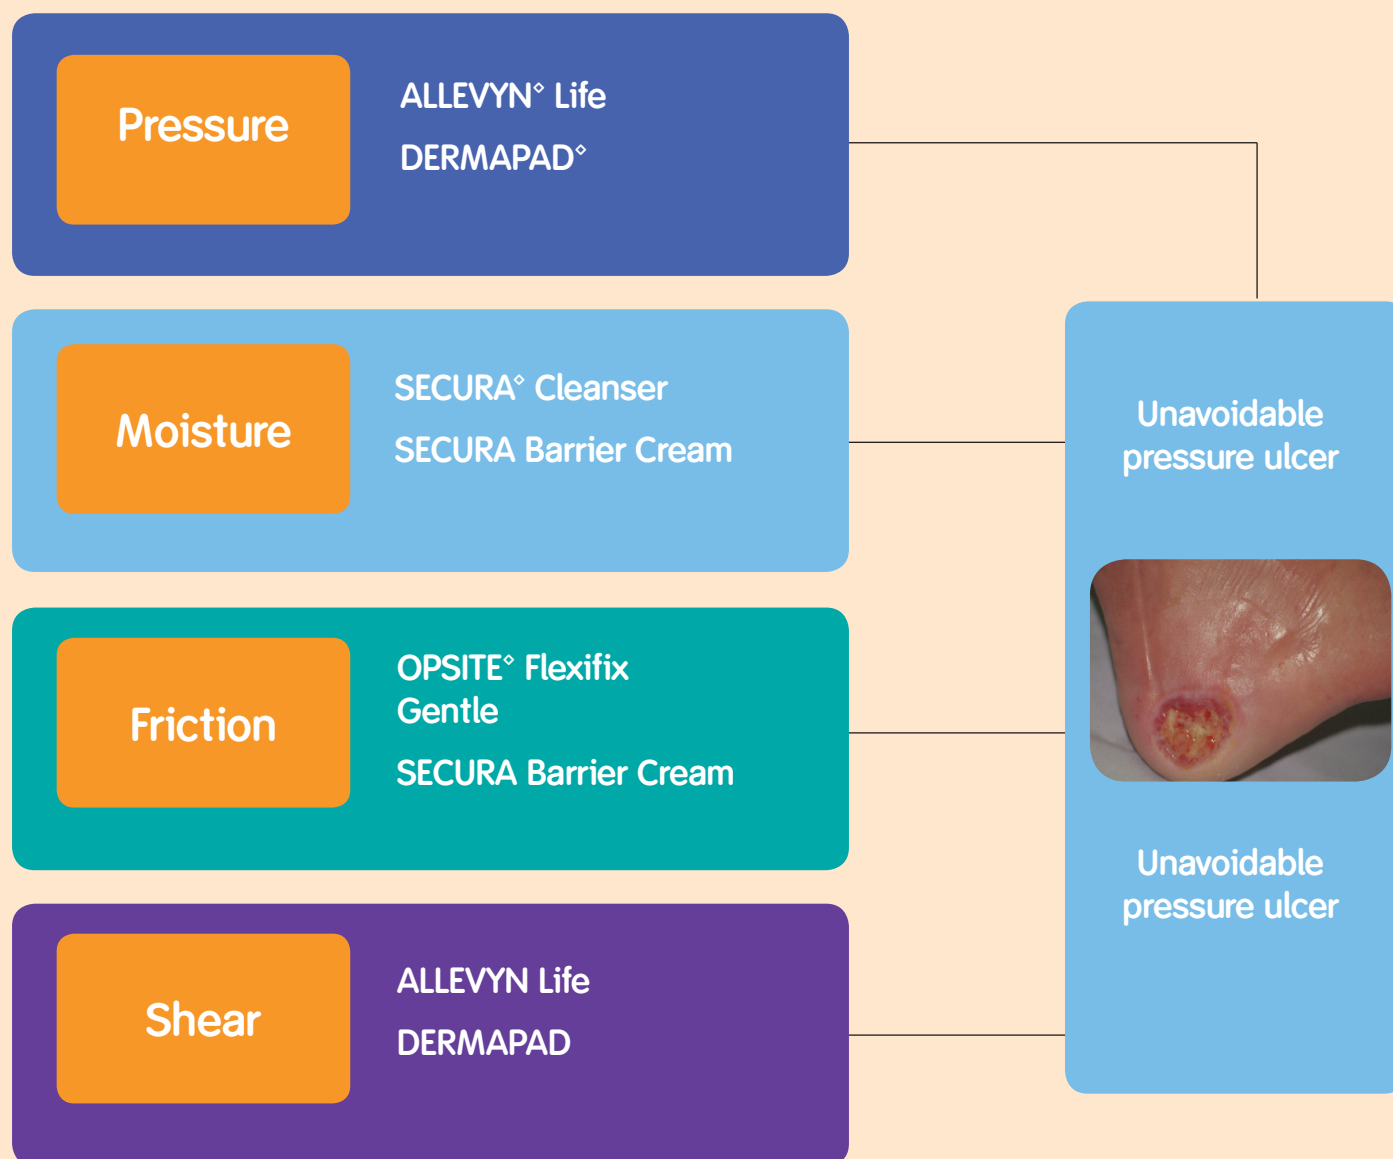 Pressure
ALLEVYN◊ Life
DERMAPAD◊
Moisture
SECURA◊ Cleanser
SECURA Barrier Cream
Friction
OPSITE◊ Flexifix
Gentle
SECURA Barrier Cream
Shear
ALLEVYN Life
DERMAPAD
Unavoidable
pressure ulcer
Unavoidable
pressure ulcer